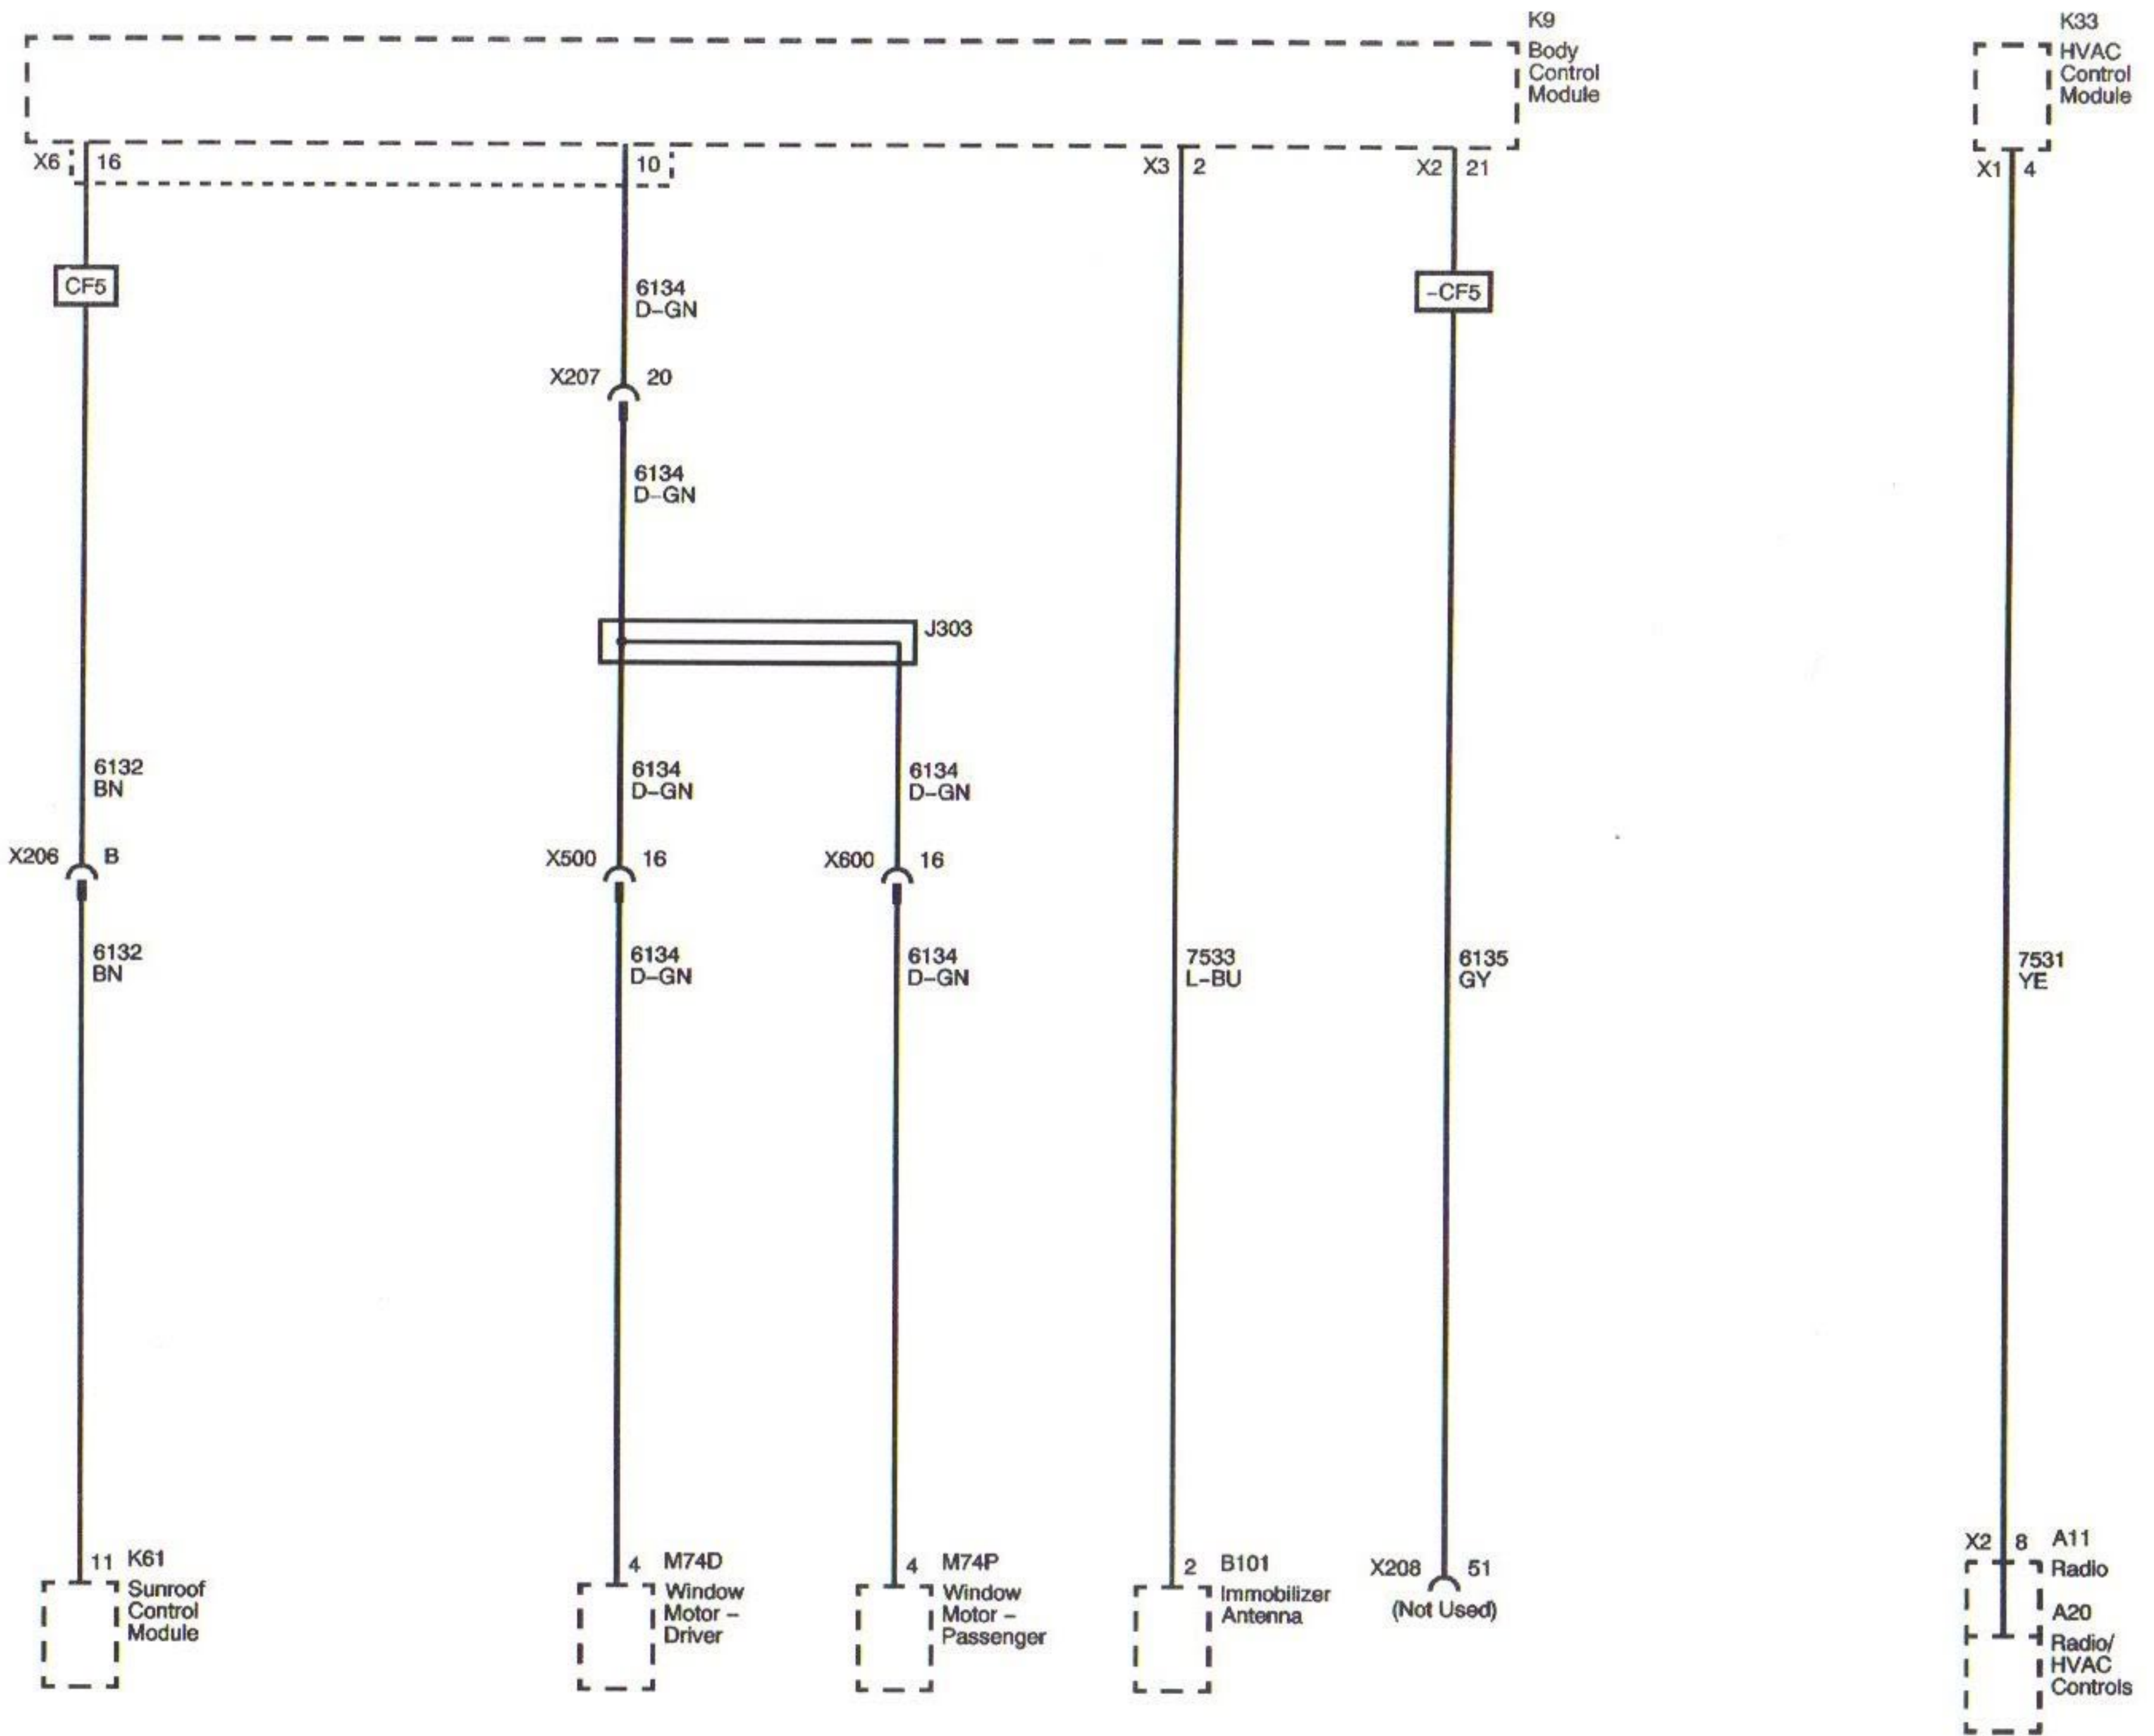 K9
Body
Control
Module
K33
HVAC
Control
Module
X6 16
10
X3 2
X2 21
X1 4
CF5
–CF5
6134
D–GN
X207 20
6134
D–GN
J303
6132
BN
6134
D–GN
6134
D–GN
X206 B
X500 16
X600 16
6132
BN
6134
D–GN
6134
D–GN
7533
L–BU
6135
GY
7531
YE
11 K61
Sunroof
Control
Module
4 M74D
Window
Motor –
Driver
4 M74P
Window
Motor –
Passenger
2 B101
Immobilizer
Antenna
X208 51
(Not Used)
X2 8 A11
Radio
A20
Radio/
HVAC
Controls